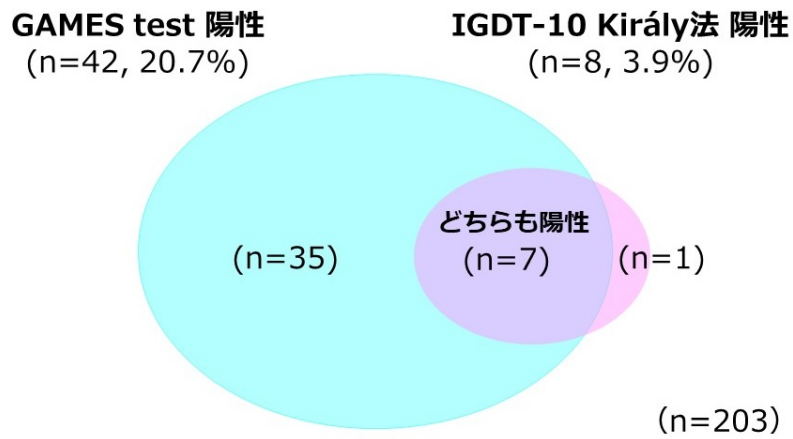 GAMES test 陽性
(n=42, 20.7%)
IGDT-10 Király法 陽性
(n=8, 3.9%)
どちらも陽性
(n=35)
(n=7)
(n=1)
(n=203)